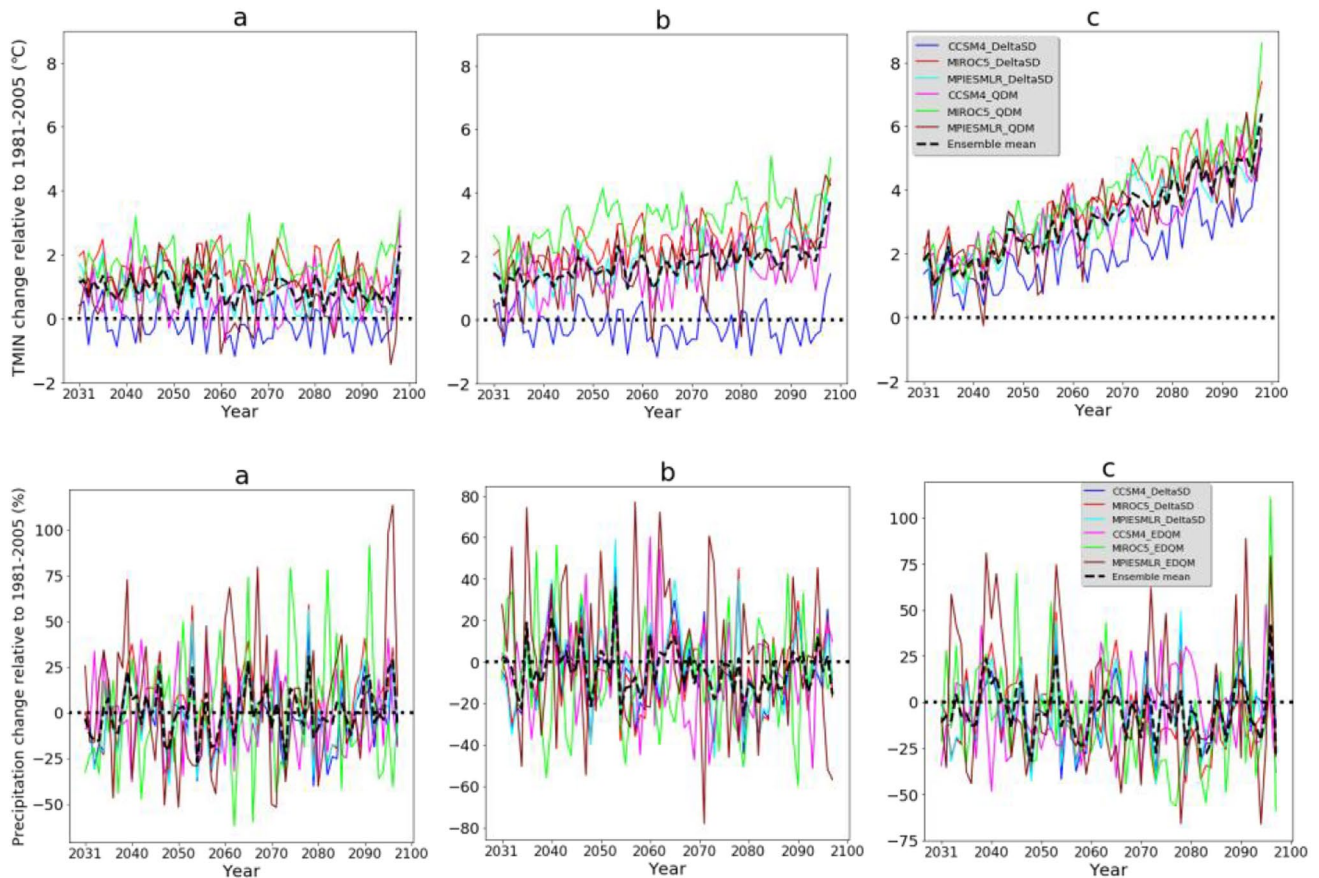 a
b
c
TMIN change relative to 1981-2005 (℃)
8
6
4
2
0
−2
2031 2040 2050 2060 2070 2080 2090 2100
Year
8
6
4
2
0
−2
2031 2040 2050 2060 2070 2080 2090 2100
Year
8
6
4
2
0
−2
2031 2040 2050 2060 2070 2080 2090 2100
Year
CCSM4_DeltaSD
MIROC5_DeltaSD
MPIESMLR_DeltaSD
CCSM4_QDM
MIROC5_QDM
MPIESMLR_QDM
Ensemble mean
a
b
c
Precipitation change relative to 1981-2005 (%)
100
75
50
25
0
−25
−50
2031 2040 2050 2060 2070 2080 2090 2100
Year
80
60
40
20
0
−20
−40
−60
−80
2031 2040 2050 2060 2070 2080 2090 2100
Year
100
75
50
25
0
−25
−50
−75
2031 2040 2050 2060 2070 2080 2090 2100
Year
CCSM4_DeltaSD
MIROC5_DeltaSD
MPIESMLR_DeltaSD
CCSM4_EDQM
MIROC5_EDQM
MPIESMLR_EDQM
Ensemble mean